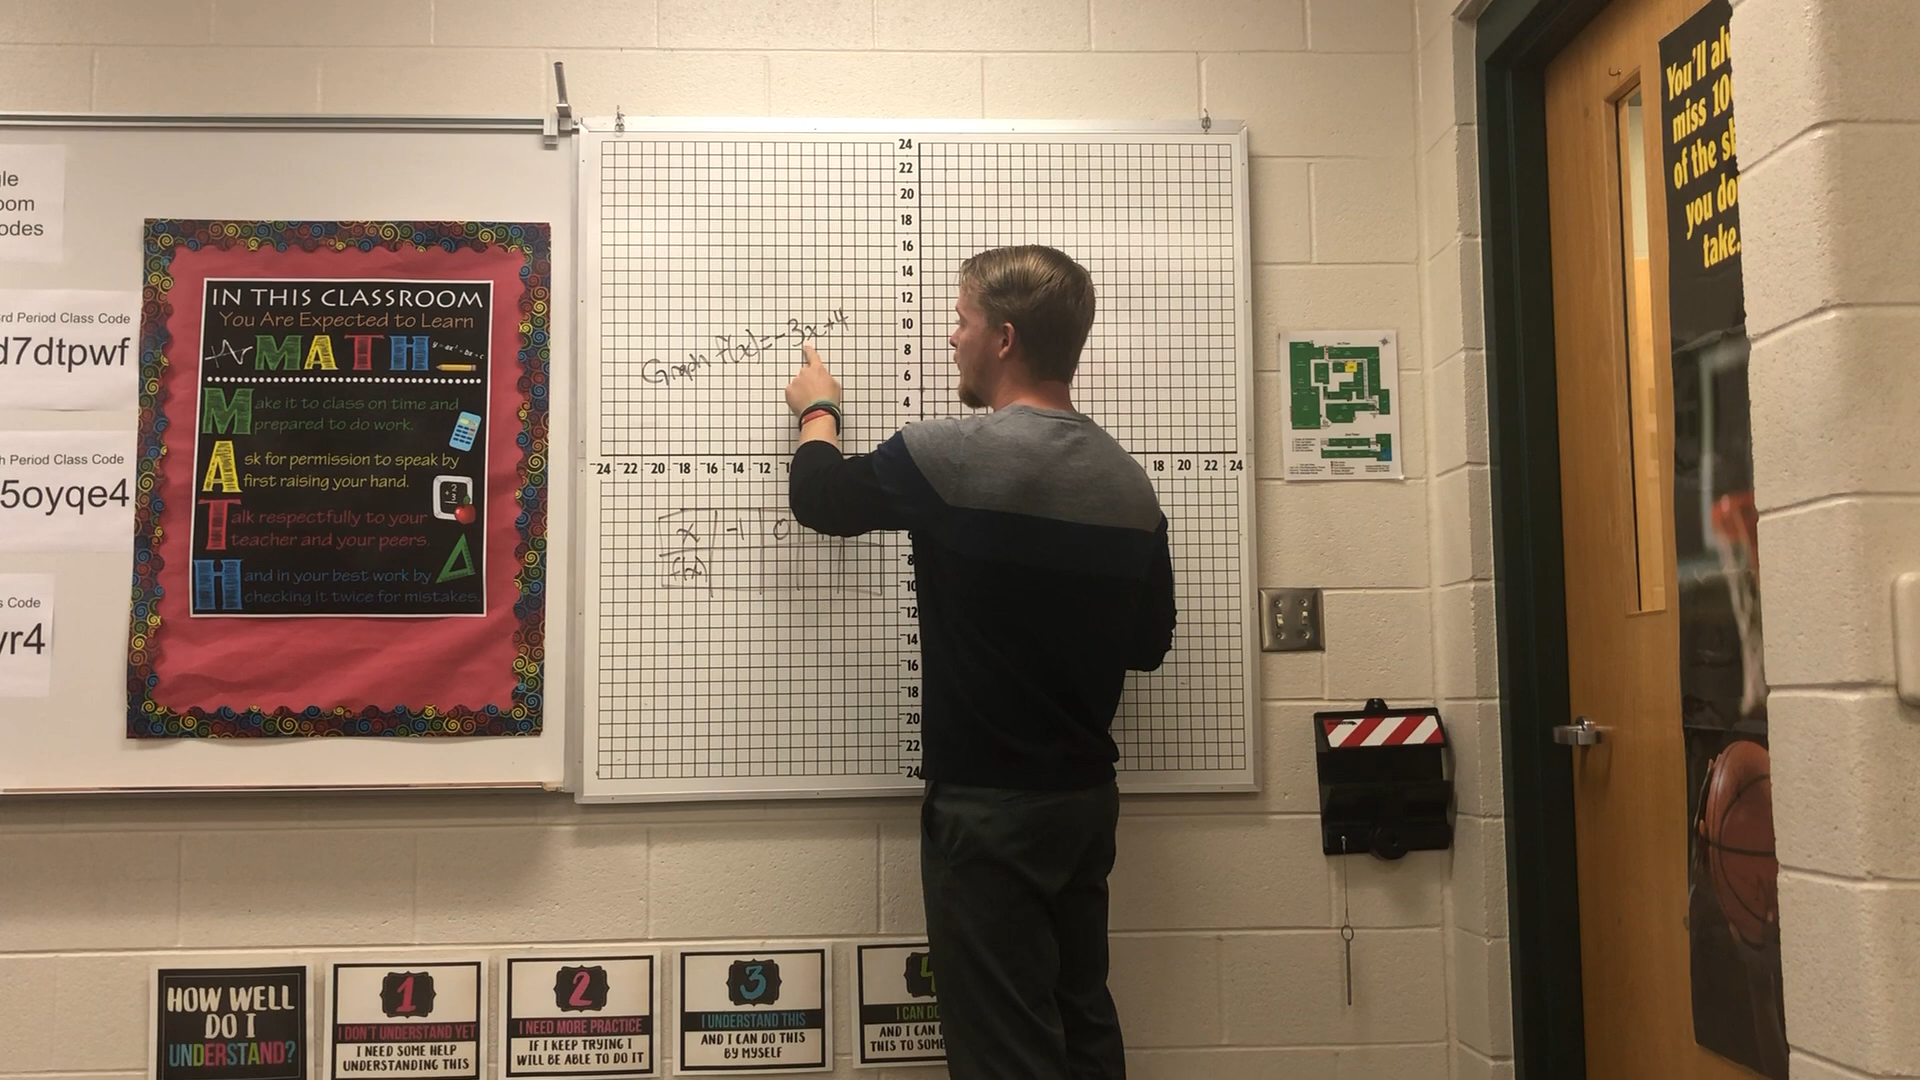 le
oom
odes
rd Period Class Code
d7dtpwf
h Period Class Code
5oyqe4
s Code
yr4
IN THIS CLASSROOM
You Are Expected to Learn
MATH
Make it to class on time and
prepared to do work.
Ask for permission to speak by
first raising your hand.
Talk respectfully to your
teacher and your peers.
Hand in your best work by
checking it twice for mistakes.
24
22
20
18
16
14
12
10
8
6
4
-24 -22 -20 -18 -16 -14 -12 18 20 22 24
-10
-12
-14
-16
-18
-20
-22
-24
Graph f(x)=-3x+4
x -1 0
f(x)
You'll al
miss 10
of the s
you do
take.
HOW WELL
DO I
UNDERSTAND?
1
I DON'T UNDERSTAND YET
I NEED SOME HELP
UNDERSTANDING THIS
2
I NEED MORE PRACTICE
IF I KEEP TRYING I
WILL BE ABLE TO DO IT
3
I UNDERSTAND THIS
AND I CAN DO THIS
BY MYSELF
4
I CAN DO
AND I CAN
THIS TO SOME